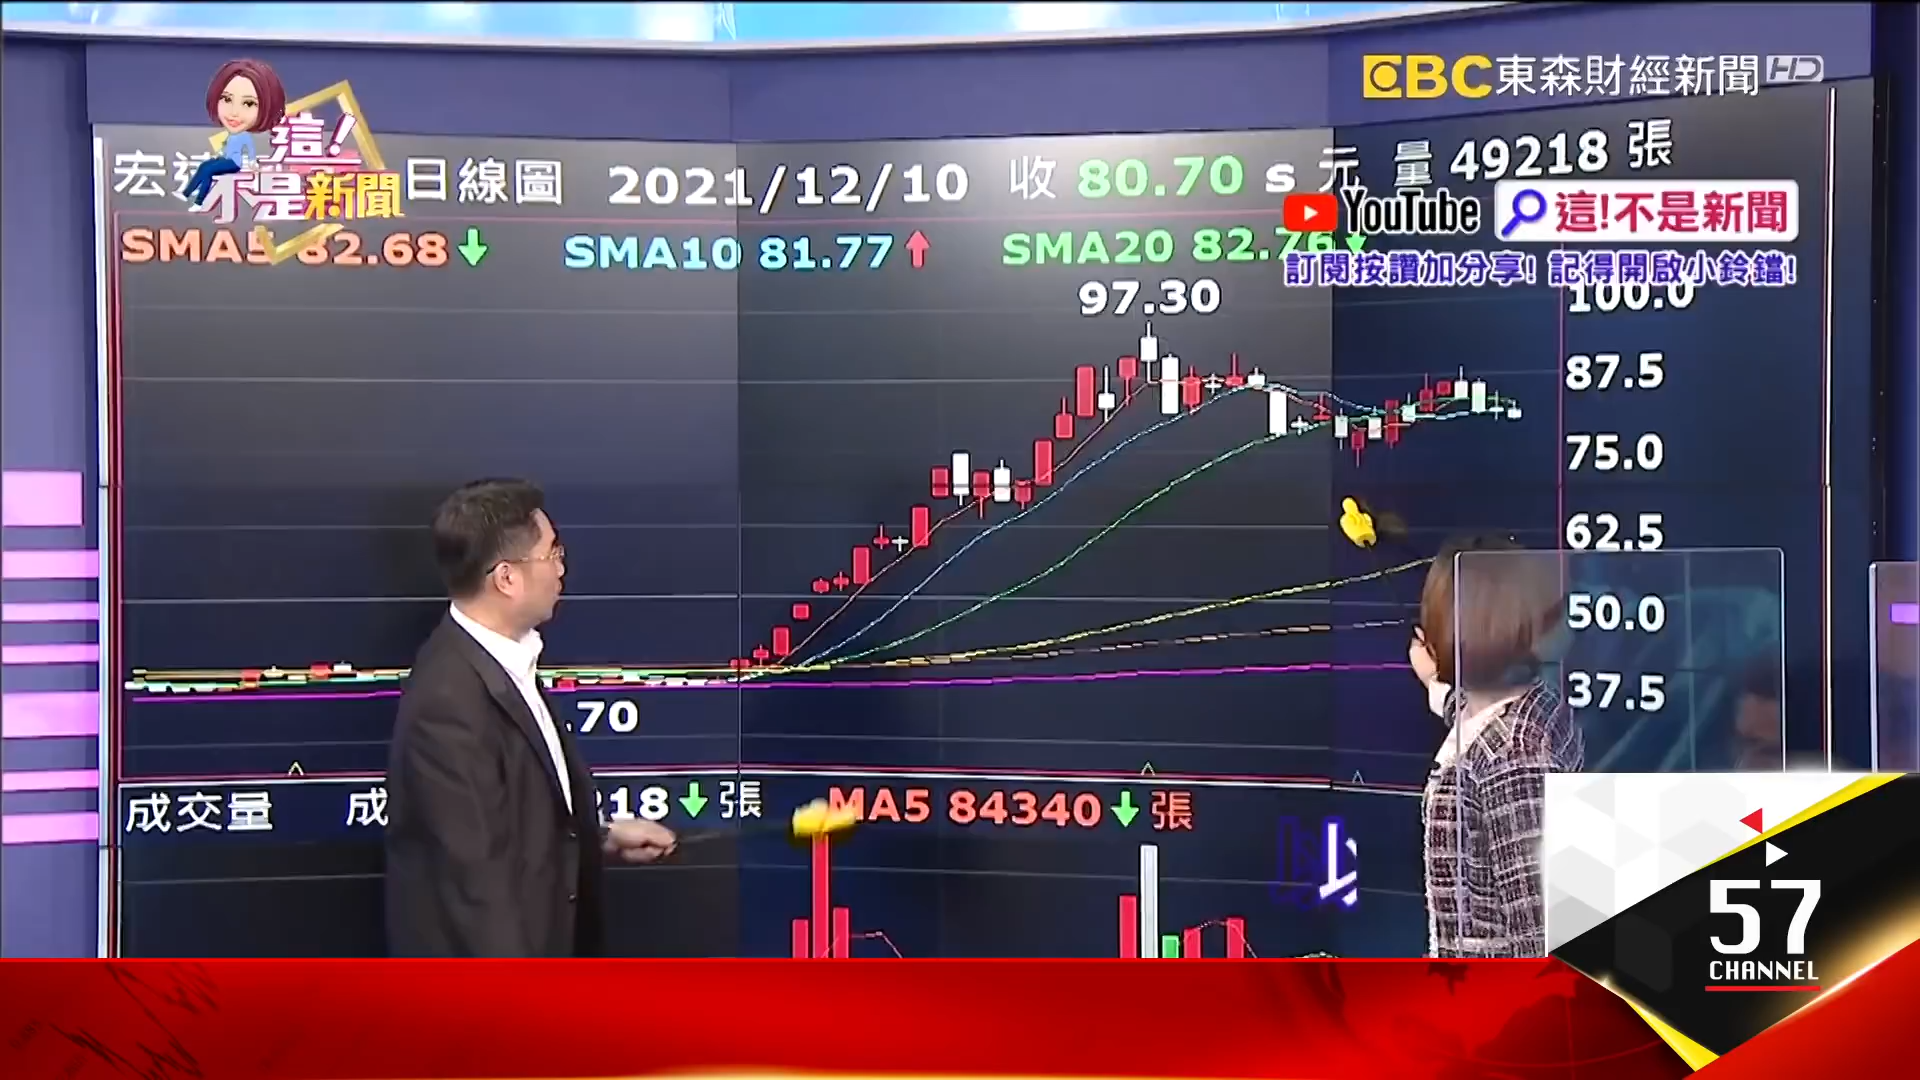 EBC東森財經新聞HD
這!不是新聞
宏達 日線圖 2021/12/10 收 80.70 s 元 量 49218 張
YouTube 這!不是新聞
訂閱按讚加分享! 記得開啟小鈴鐺!
SMA5 82.68↓ SMA10 81.77↑ SMA20 82.76↓
97.30
100.0
87.5
75.0
62.5
50.0
37.5
.70
成交量 成 218↓張 MA5 84340↓張
57
CHANNEL